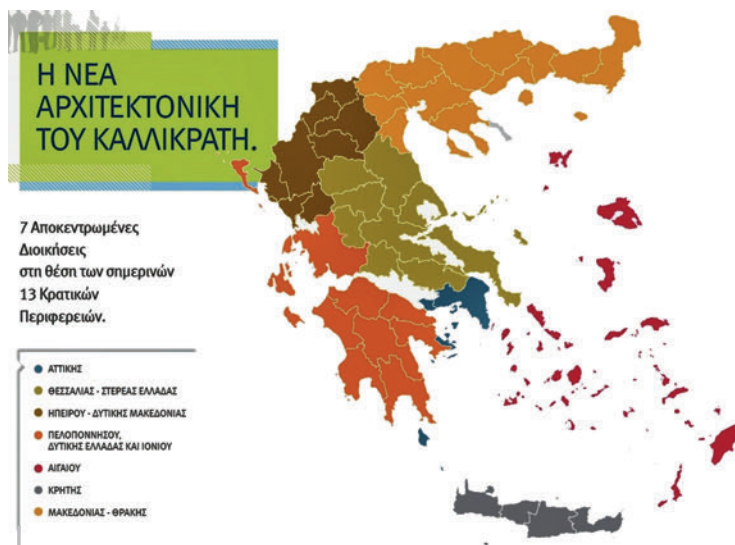 Η ΝΕΑ
ΑΡΧΙΤΕΚΤΟΝΙΚΗ
ΤΟΥ ΚΑΛΛΙΚΡΑΤΗ.
7 Αποκεντρωμένες
Διοικήσεις
στη θέση των σημερινών
13 Κρατικών
Περιφερειών.
ΑΤΤΙΚΗΣ
ΘΕΣΣΑΛΙΑΣ - ΣΤΕΡΕΑΣ ΕΛΛΑΔΑΣ
ΗΠΕΙΡΟΥ - ΔΥΤΙΚΗΣ ΜΑΚΕΔΟΝΙΑΣ
ΠΕΛΟΠΟΝΝΗΣΟΥ,
ΔΥΤΙΚΗΣ ΕΛΛΑΔΑΣ ΚΑΙ ΙΟΝΙΟΥ
ΑΙΓΑΙΟΥ
ΚΡΗΤΗΣ
ΜΑΚΕΔΟΝΙΑΣ - ΘΡΑΚΗΣ